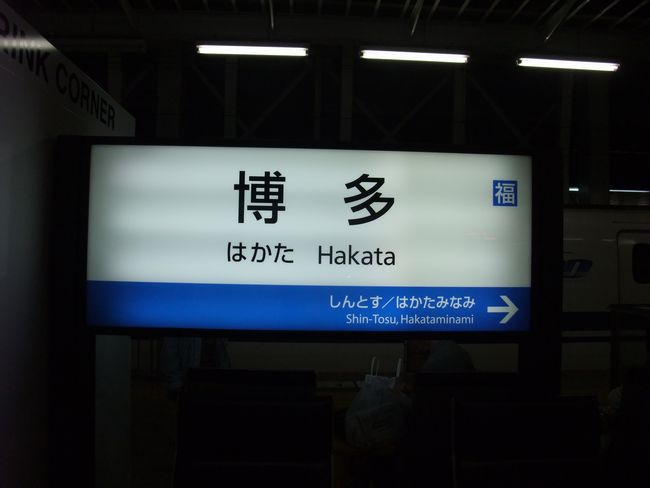 RINK CORNER
博多
福
はかた Hakata
しんとす／はかたみなみ
Shin-Tosu, Hakataminami